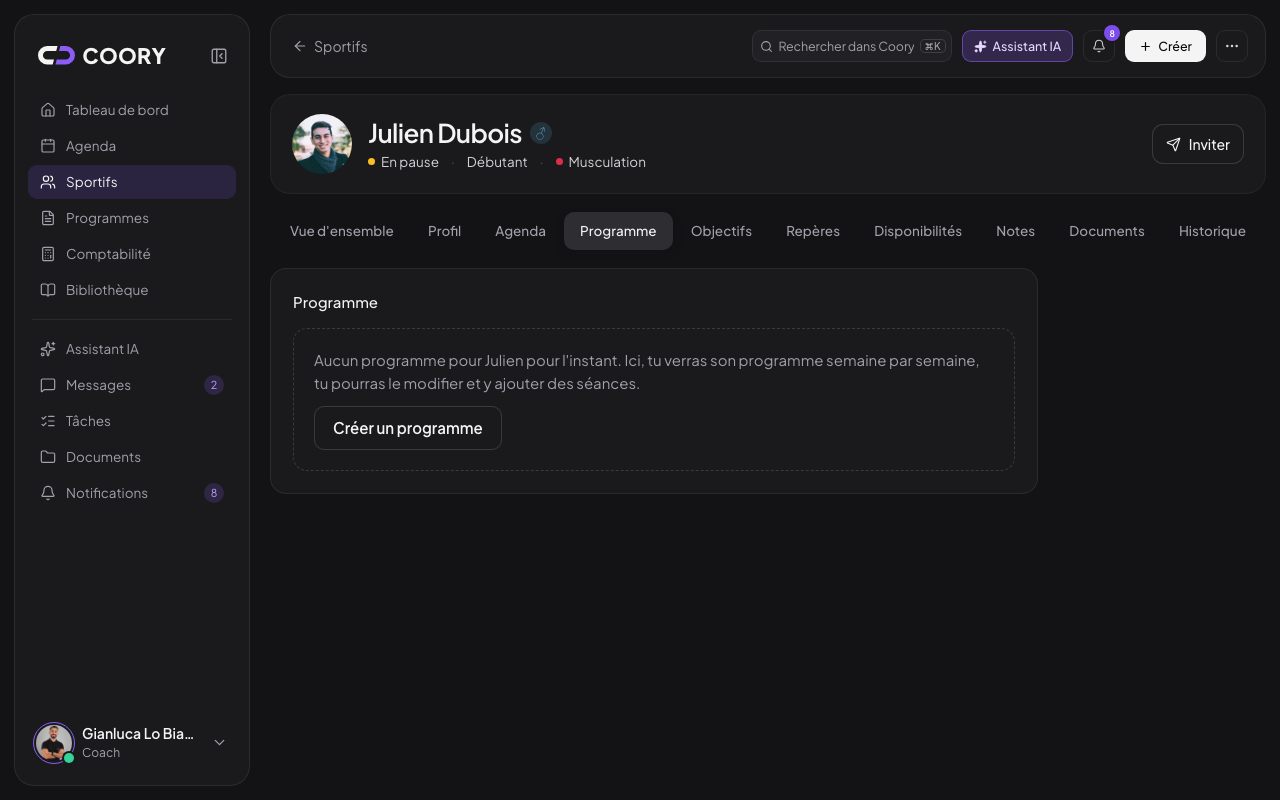 COORY
Tableau de bord
Agenda
Sportifs
Programmes
Comptabilité
Bibliothèque
Assistant IA
Messages 2
Tâches
Documents
Notifications 8
Gianluca Lo Bia...
Coach
Sportifs
Rechercher dans Coory ⌘K
Assistant IA
8
Créer
Julien Dubois
En pause · Débutant · Musculation
Inviter
Vue d'ensemble Profil Agenda Programme Objectifs Repères Disponibilités Notes Documents Historique
Programme
Aucun programme pour Julien pour l'instant. Ici, tu verras son programme semaine par semaine,
tu pourras le modifier et y ajouter des séances.
Créer un programme